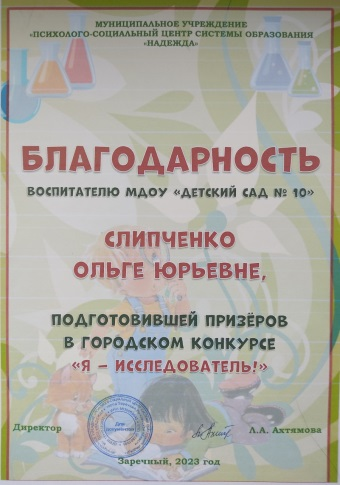 МУНИЦИПАЛЬНОЕ УЧРЕЖДЕНИЕ
«ПСИХОЛОГО-СОЦИАЛЬНЫЙ ЦЕНТР СИСТЕМЫ ОБРАЗОВАНИЯ
«НАДЕЖДА»
БЛАГОДАРНОСТЬ
ВОСПИТАТЕЛЮ МДОУ «ДЕТСКИЙ САД № 10»
СЛИПЧЕНКО
ОЛЬГЕ ЮРЬЕВНЕ,
ПОДГОТОВИВШЕЙ ПРИЗЁРОВ
В ГОРОДСКОМ КОНКУРСЕ
«Я – ИССЛЕДОВАТЕЛЬ!»
Директор
Л.А. Ахтямова
Заречный, 2023 год